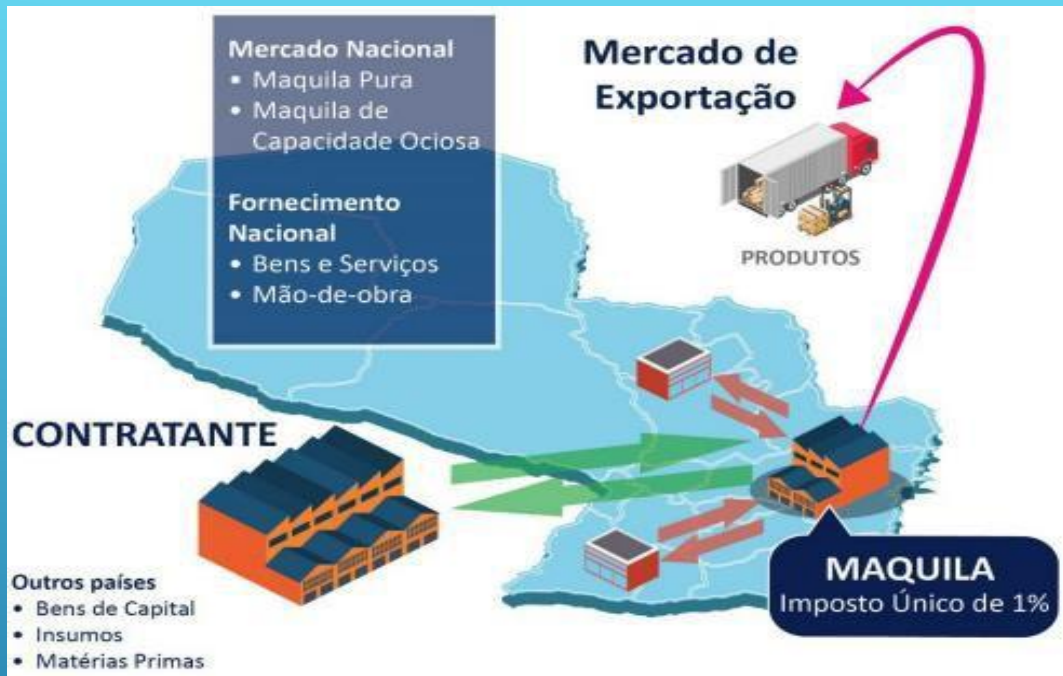 Mercado Nacional
• Maquila Pura
• Maquila de
Capacidade Ociosa
Fornecimento
Nacional
• Bens e Serviços
• Mão-de-obra
Mercado de
Exportação
PRODUTOS
CONTRATANTE
Outros países
• Bens de Capital
• Insumos
• Matérias Primas
MAQUILA
Imposto Único de 1%